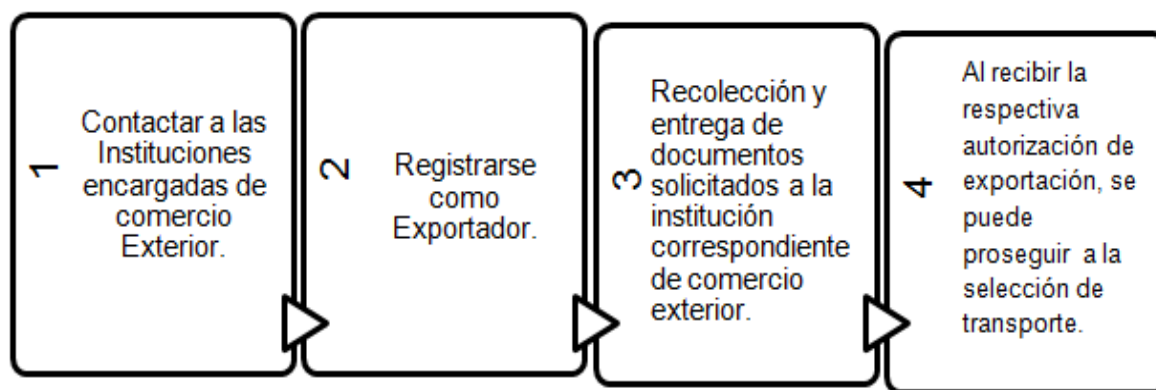 1
Contactar a las
Instituciones
encargadas de
comercio
Exterior.
2
Registrarse
como
Exportador.
3
Recolección y
entrega de
documentos
solicitados a la
institución
correspondiente
de comercio
exterior.
4
Al recibir la
respectiva
autorización de
exportación, se
puede
proseguir a la
selección de
transporte.